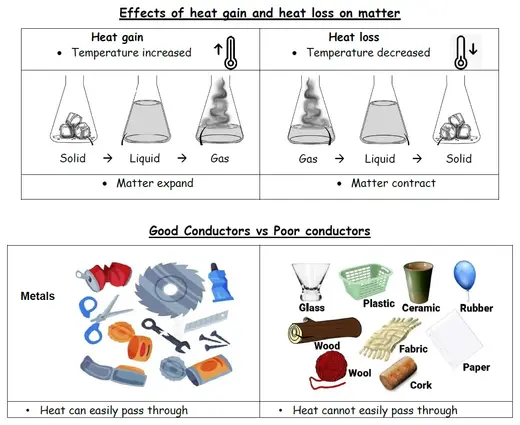 Effects of heat gain and heat loss on matter
Heat gain
• Temperature increased
Heat loss
• Temperature decreased
Solid → Liquid → Gas
Gas → Liquid → Solid
• Matter expand
• Matter contract
Good Conductors vs Poor conductors
Metals
Glass
Plastic
Ceramic
Rubber
Wood
Fabric
Paper
Wool
Cork
• Heat can easily pass through
• Heat cannot easily pass through